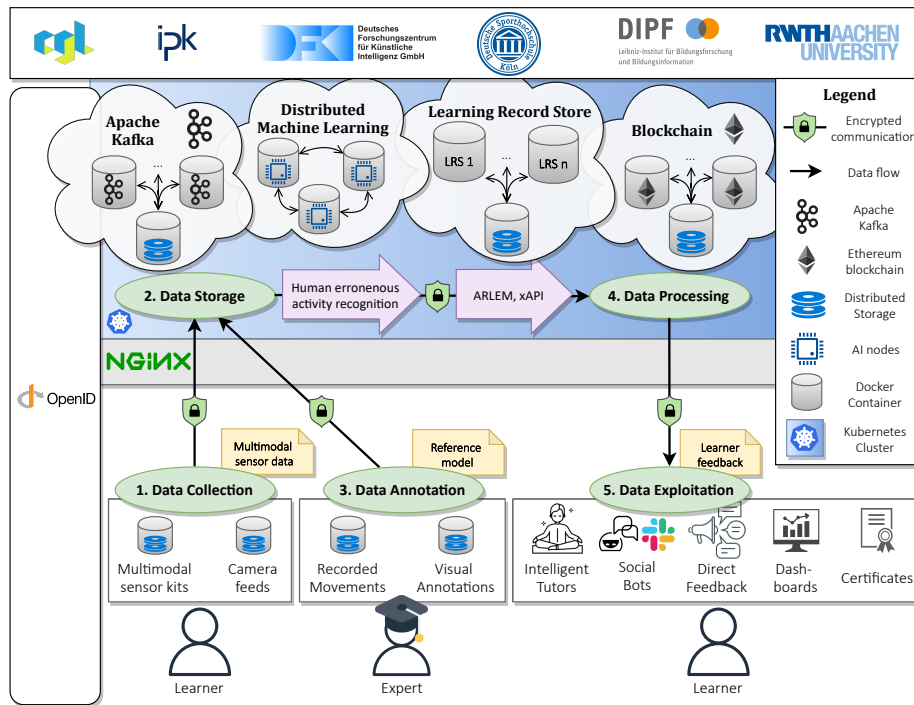 cgl
ipk
DFKI
Deutsches
Forschungszentrum
für Künstliche
Intelligenz GmbH
Deutsche Sporthochschule
Köln
DIPF
Leibniz-Institut für Bildungsforschung
und Bildungsinformation
RWTHAACHEN
UNIVERSITY
Apache
Kafka
...
Distributed
Machine Learning
Learning Record Store
LRS 1
...
LRS n
Blockchain
...
Legend
Encrypted
communication
Data flow
Apache
Kafka
Ethereum
blockchain
Distributed
Storage
AI nodes
Docker
Container
Kubernetes
Cluster
2. Data Storage
Human erronenous
activity recognition
ARLEM, xAPI
4. Data Processing
NGINX
OpenID
Multimodal
sensor data
Reference
model
Learner
feedback
1. Data Collection
3. Data Annotation
5. Data Exploitation
Multimodal
sensor kits
Camera
feeds
Recorded
Movements
Visual
Annotations
Intelligent
Tutors
Social
Bots
Direct
Feedback
Dash-
boards
Certificates
Learner
Expert
Learner